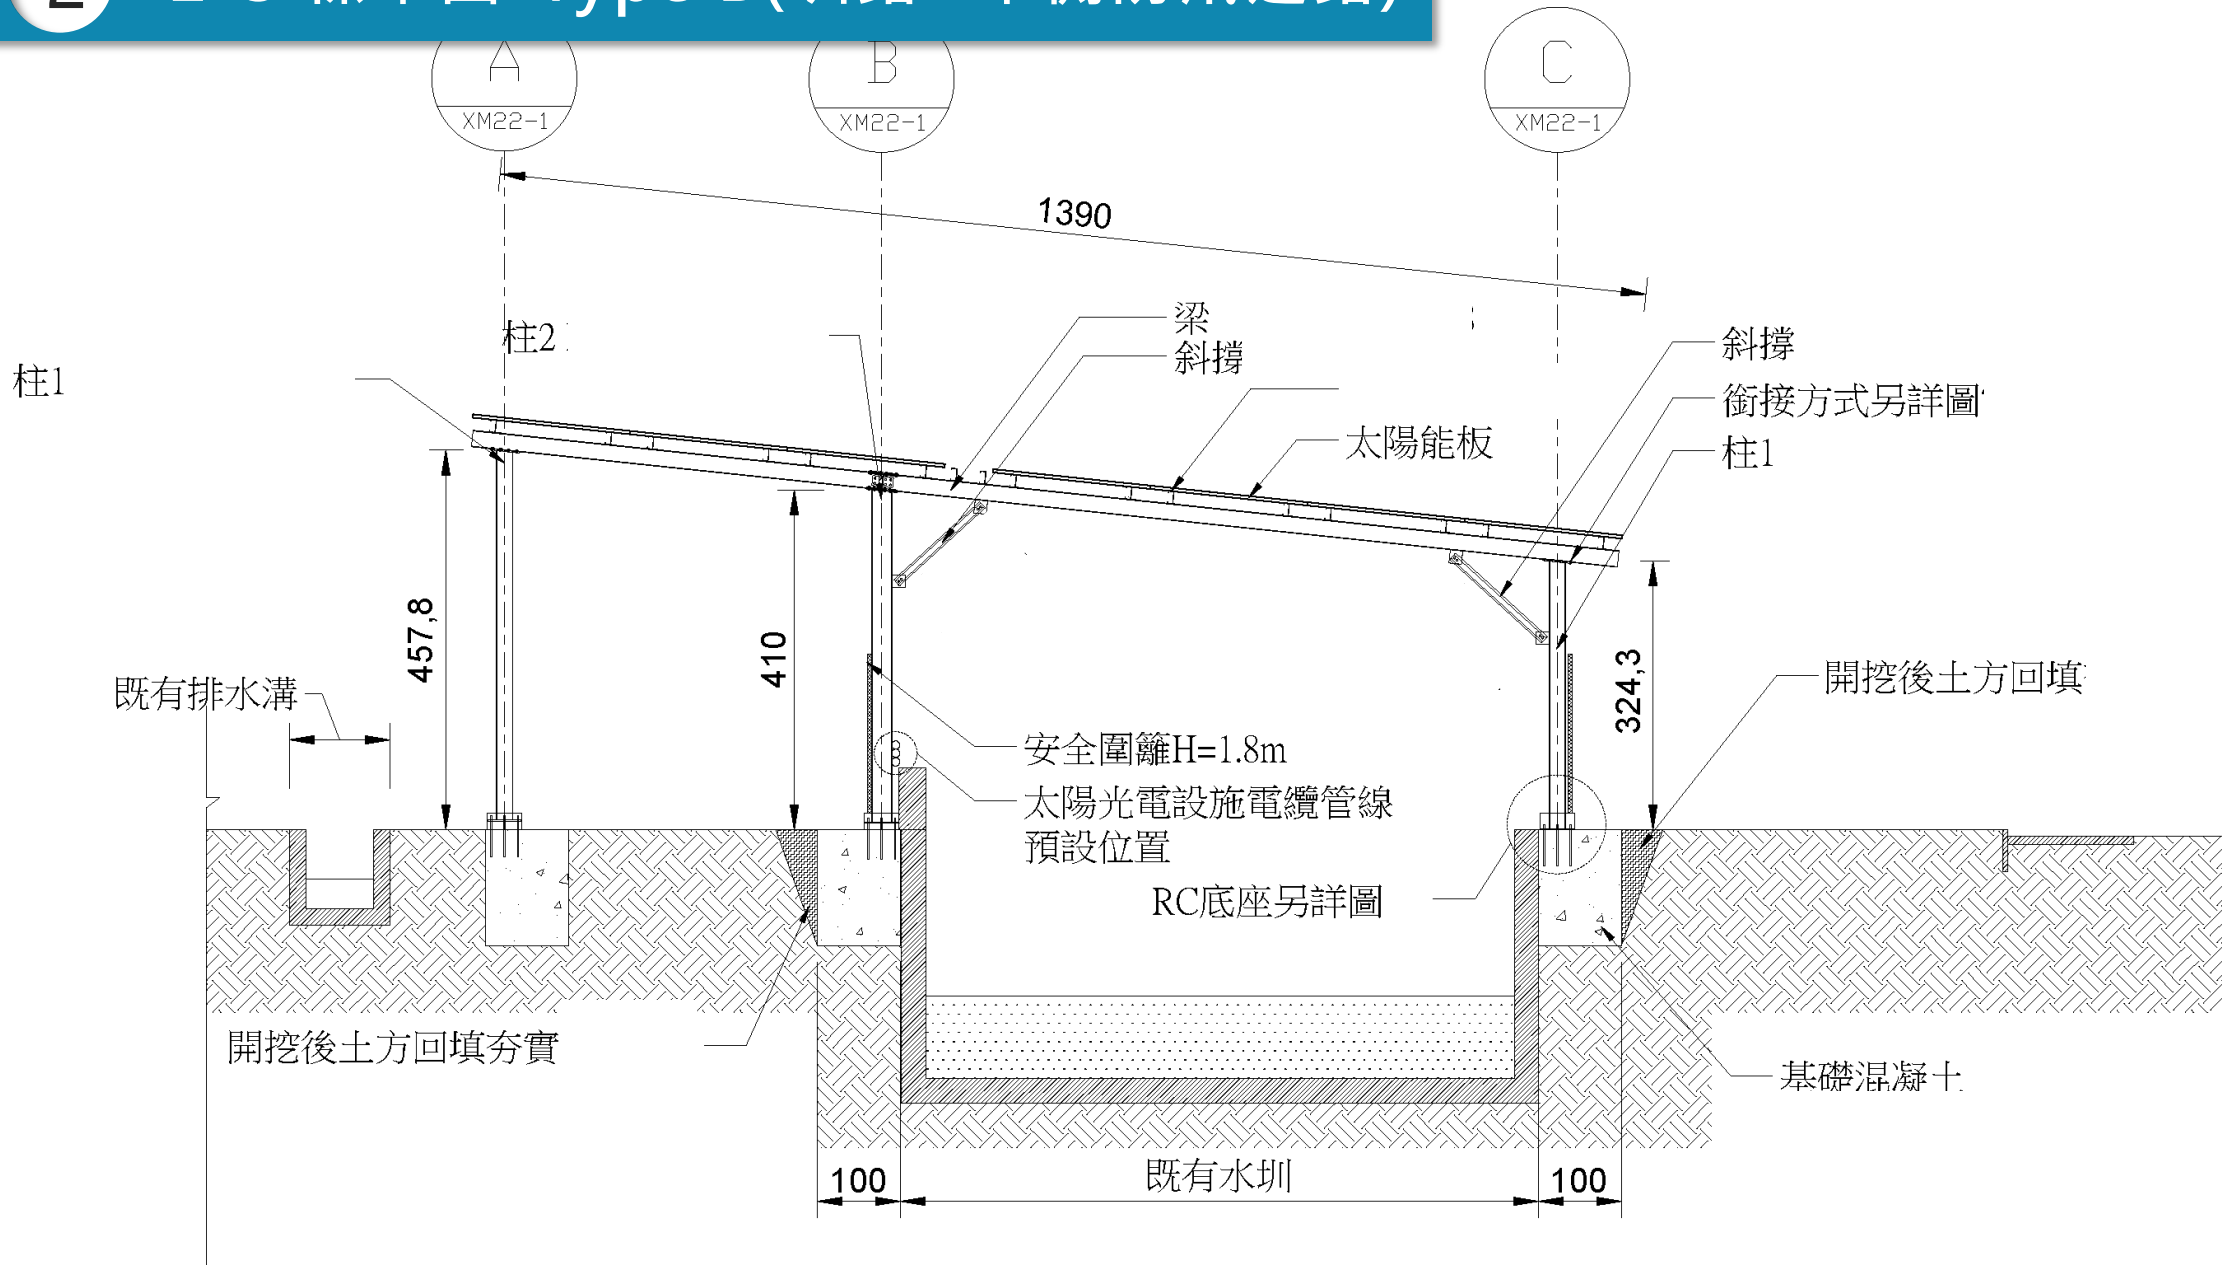 A
XM22-1
B
XM22-1
C
XM22-1
1390
柱2
柱1
梁
斜撐
太陽能板
斜撐
銜接方式另詳圖
柱1
457,8
410
324,3
既有排水溝
安全圍籬H=1.8m
太陽光電設施電纜管線
預設位置
開挖後土方回填
RC底座另詳圖
開挖後土方回填夯實
基礎混凝土
100
既有水圳
100